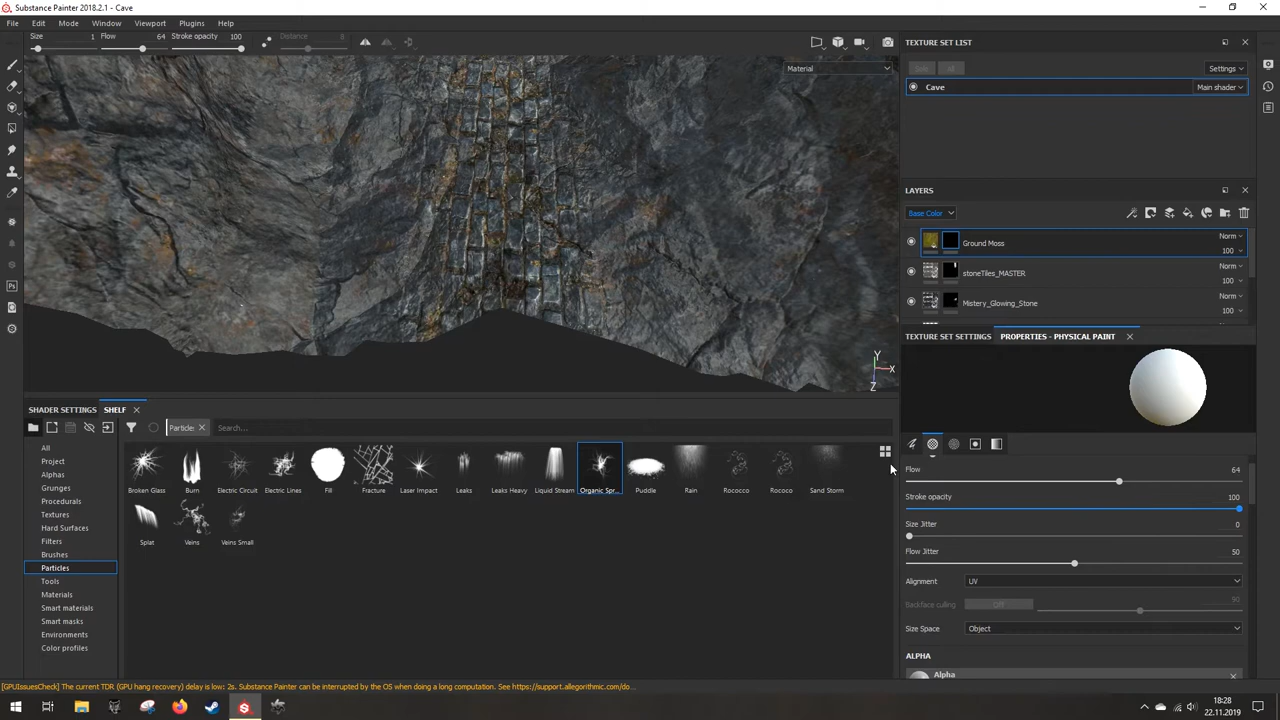 Substance Painter 2018.2.1 - Cave
File Edit Mode Window Viewport Plugins Help
Size 1 Flow 64 Stroke opacity 100 Distance 8
Material
TEXTURE SET LIST
Settings
Cave Main shader
LAYERS
Base Color
Ground Moss Norm 100
stoneTiles_MASTER Norm 100
Mistery_Glowing_Stone Norm 100
TEXTURE SET SETTINGS PROPERTIES - PHYSICAL PAINT
Y
X
Z
SHADER SETTINGS SHELF
Particle Search...
All
Project
Alphas
Grunges
Procedurals
Textures
Hard Surfaces
Filters
Brushes
Particles
Tools
Materials
Smart materials
Smart masks
Environments
Color profiles
Broken Glass Burn Electric Circuit Electric Lines Fill Fracture Laser Impact Leaks Leaks Heavy Liquid Stream Organic Spr... Puddle Rain Rococco Rococo Sand Storm
Splat Veins Veins Small
Flow 64
Stroke opacity 100
Size Jitter 0
Flow Jitter 50
Alignment UV
Backface culling Off 90
Size Space Object
ALPHA
Alpha
[GPUIssuesCheck] The current TDR (GPU hang recovery) delay is low: 2s. Substance Painter can be interrupted by the OS when doing a long computation. See https://support.allegorithmic.com/do...
18:28
22.11.2019